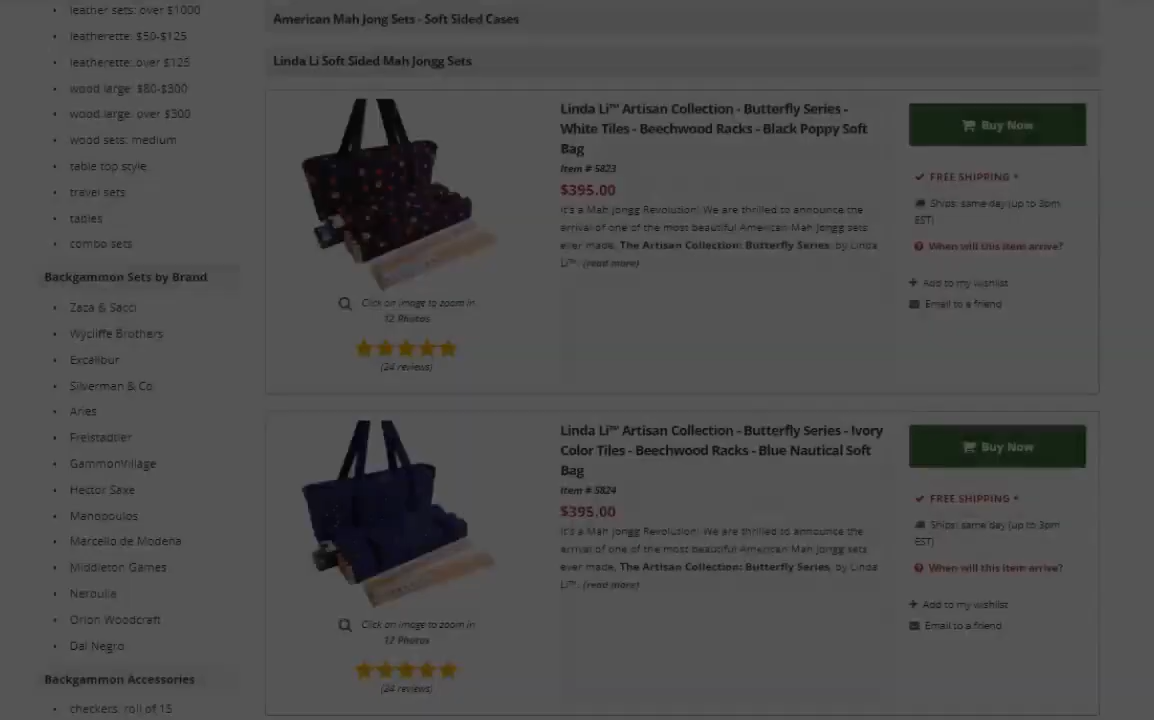 leather sets: over $1000
leatherette: $50-$125
leatherette: over $125
wood large: $80-$300
wood large: over $300
wood sets: medium
table top style
travel sets
tables
combo sets
Backgammon Sets by Brand
Zaza & Sacci
Wycliffe Brothers
Excalibur
Silverman & Co
Aries
Freistadtler
GammonVillage
Hector Saxe
Manopoulos
Marcello de Modena
Middleton Games
Neroulia
Orion Woodcraft
Dal Negro
Backgammon Accessories
checkers: roll of 15
American Mah Jong Sets - Soft Sided Cases
Linda Li Soft Sided Mah Jongg Sets
Linda Li™ Artisan Collection - Butterfly Series -
White Tiles - Beechwood Racks - Black Poppy Soft
Bag
Item # 5823
$395.00
It's a Mah Jongg Revolution! We are thrilled to announce the
arrival of one of the most beautiful American Mah Jongg sets
ever made, The Artisan Collection: Butterfly Series, by Linda
Li™. (read more)
Click on image to zoom in
12 Photos
(24 reviews)
Buy Now
FREE SHIPPING *
Ships: same day (up to 3pm
EST)
When will this item arrive?
Add to my wishlist
Email to a friend
Linda Li™ Artisan Collection - Butterfly Series - Ivory
Color Tiles - Beechwood Racks - Blue Nautical Soft
Bag
Item # 5824
$395.00
It's a Mah Jongg Revolution! We are thrilled to announce the
arrival of one of the most beautiful American Mah Jongg sets
ever made, The Artisan Collection: Butterfly Series, by Linda
Li™. (read more)
Click on image to zoom in
12 Photos
(24 reviews)
Buy Now
FREE SHIPPING *
Ships: same day (up to 3pm
EST)
When will this item arrive?
Add to my wishlist
Email to a friend